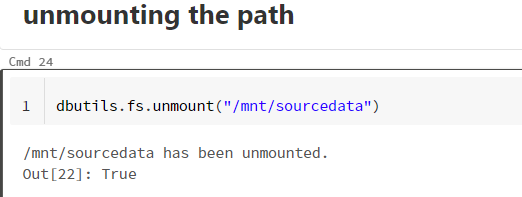 unmounting the path
Cmd 24
1 dbutils.fs.unmount("/mnt/sourcedata")
/mnt/sourcedata has been unmounted.
Out[22]: True